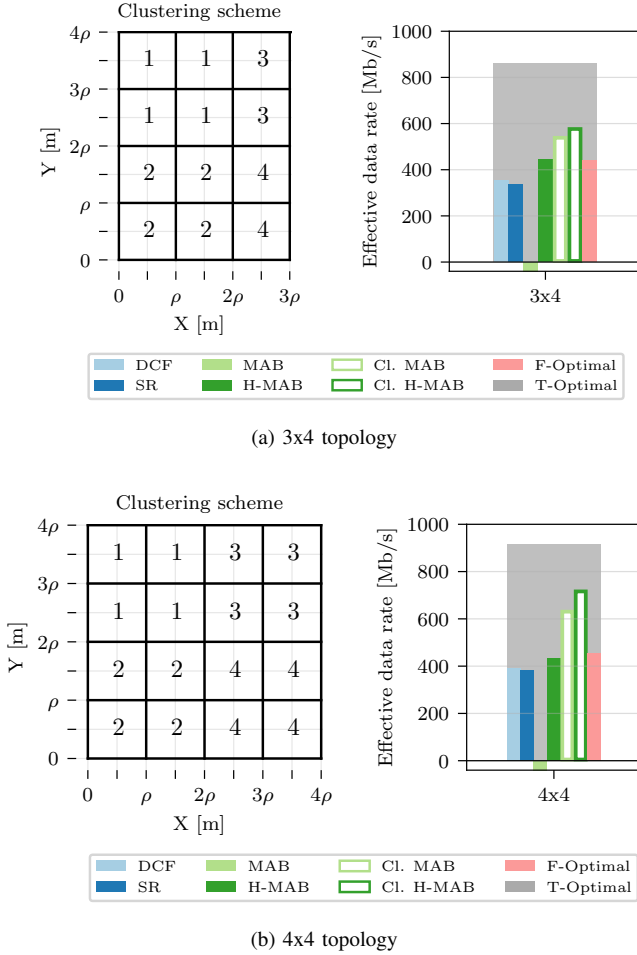 Clustering scheme
4ρ
3ρ
2ρ
ρ
0
Y [m]
1 1 3
1 1 3
2 2 4
2 2 4
0 ρ 2ρ 3ρ
X [m]
Effective data rate [Mb/s]
1000
800
600
400
200
0
3x4
DCF MAB Cl. MAB F-Optimal
SR H-MAB Cl. H-MAB T-Optimal
(a) 3x4 topology
Clustering scheme
4ρ
3ρ
2ρ
ρ
0
Y [m]
1 1 3 3
1 1 3 3
2 2 4 4
2 2 4 4
0 ρ 2ρ 3ρ 4ρ
X [m]
Effective data rate [Mb/s]
1000
800
600
400
200
0
4x4
DCF MAB Cl. MAB F-Optimal
SR H-MAB Cl. H-MAB T-Optimal
(b) 4x4 topology